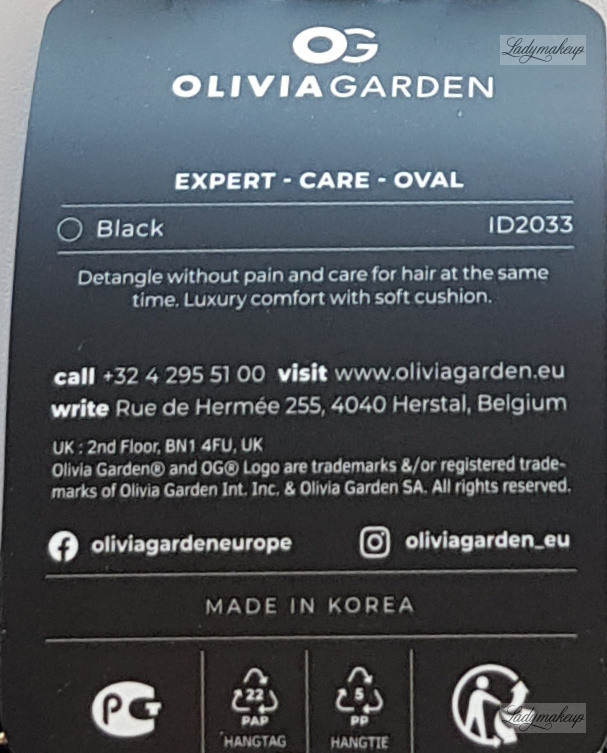 OG
Ladymakeup
OLIVIAGARDEN
EXPERT - CARE - OVAL
Black ID2033
Detangle without pain and care for hair at the same
time. Luxury comfort with soft cushion.
call +32 4 295 51 00 visit www.oliviagarden.eu
write Rue de Hermée 255, 4040 Herstal, Belgium
UK : 2nd Floor, BN1 4FU, UK
Olivia Garden® and OG® Logo are trademarks &/or registered trade-
marks of Olivia Garden Int. Inc. & Olivia Garden SA. All rights reserved.
oliviagardeneurope oliviagarden_eu
MADE IN KOREA
22 5
PAP PP
HANGTAG HANGTIE
Ladymakeup